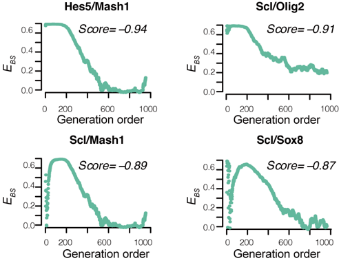 Hes5/Mash1
Score= –0.94
E_BS
0.6
0.4
0.2
0.0
0 200 600 1000
Generation order
Scl/Olig2
Score= –0.91
E_BS
0.6
0.4
0.2
0.0
0 200 600 1000
Generation order
Scl/Mash1
Score= –0.89
E_BS
0.6
0.4
0.2
0.0
0 200 600 1000
Generation order
Scl/Sox8
Score= –0.87
E_BS
0.6
0.4
0.2
0.0
0 200 600 1000
Generation order